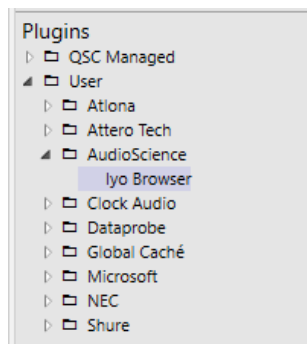 Plugins
QSC Managed
User
Atlona
Attero Tech
AudioScience
Iyo Browser
Clock Audio
Dataprobe
Global Caché
Microsoft
NEC
Shure